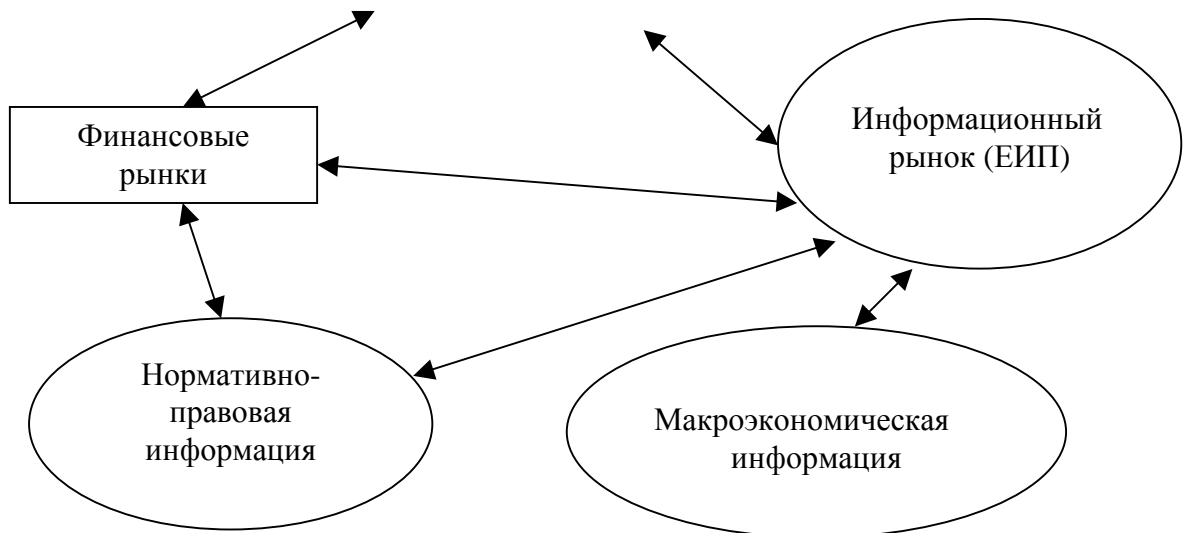 Финансовые
рынки
Информационный
рынок (ЕИП)
Нормативно-
правовая
информация
Макроэкономическая
информация